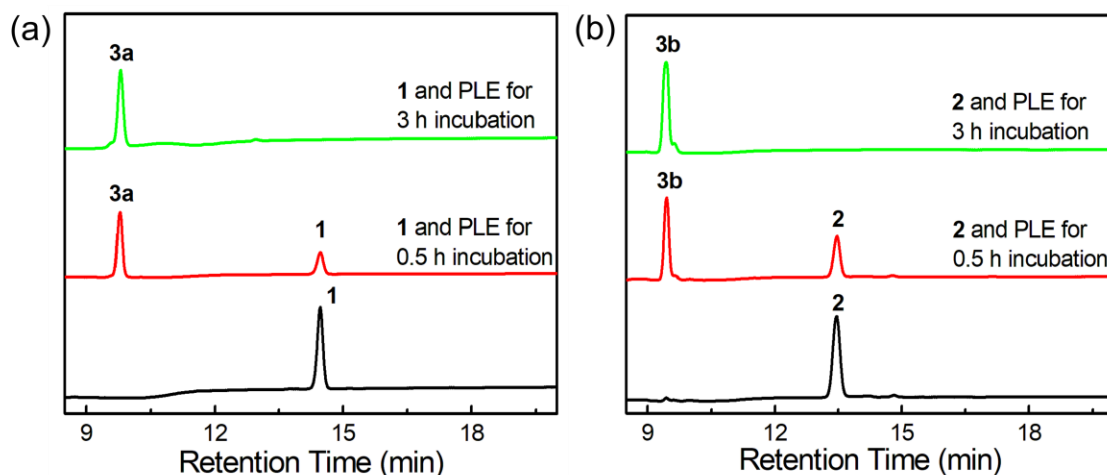 (a)
3a
1 and PLE for
3 h incubation
3a
1
1 and PLE for
0.5 h incubation
1
9 12 15 18
Retention Time (min)
(b)
3b
2 and PLE for
3 h incubation
3b
2
2 and PLE for
0.5 h incubation
2
9 12 15 18
Retention Time (min)